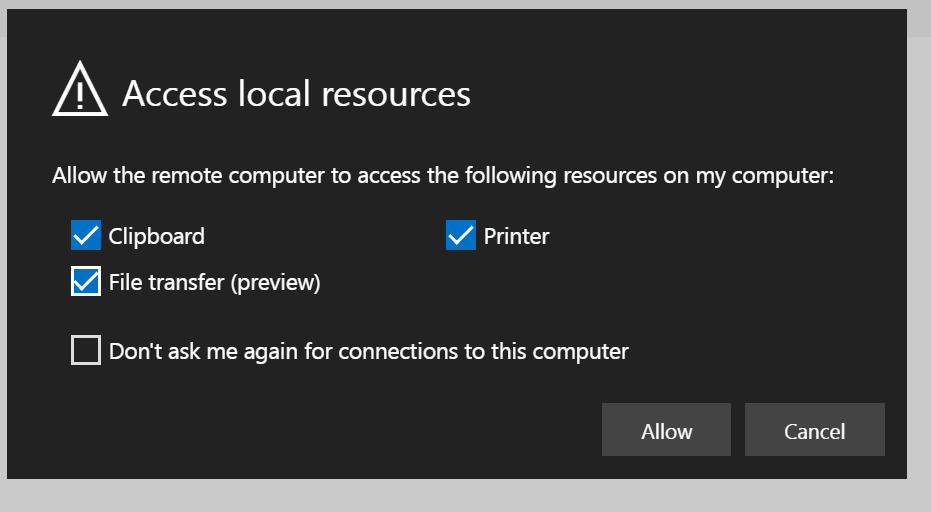 Access local resources
Allow the remote computer to access the following resources on my computer:
Clipboard
Printer
File transfer (preview)
Don't ask me again for connections to this computer
Allow
Cancel